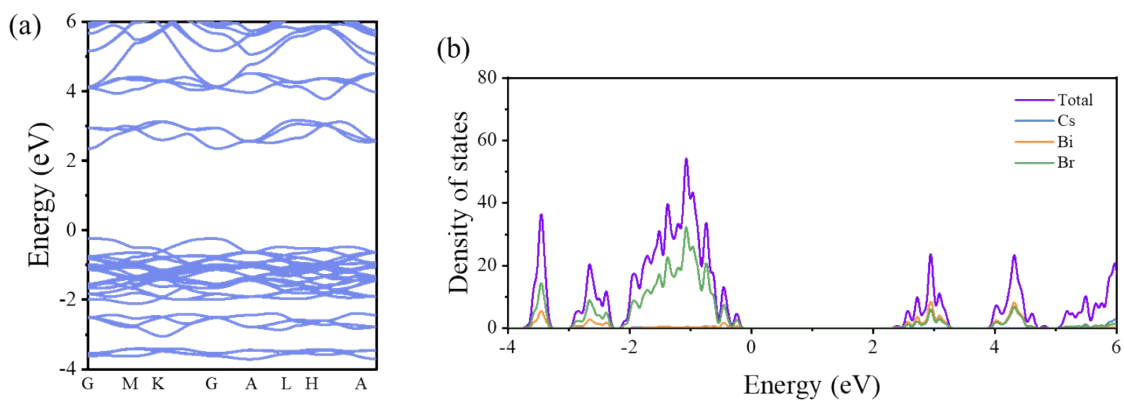 (a)
6
4
2
0
-2
-4
Energy (eV)
G M K G A L H A
(b)
80
60
40
20
0
Density of states
Total
Cs
Bi
Br
-4 -2 0 2 4 6
Energy (eV)